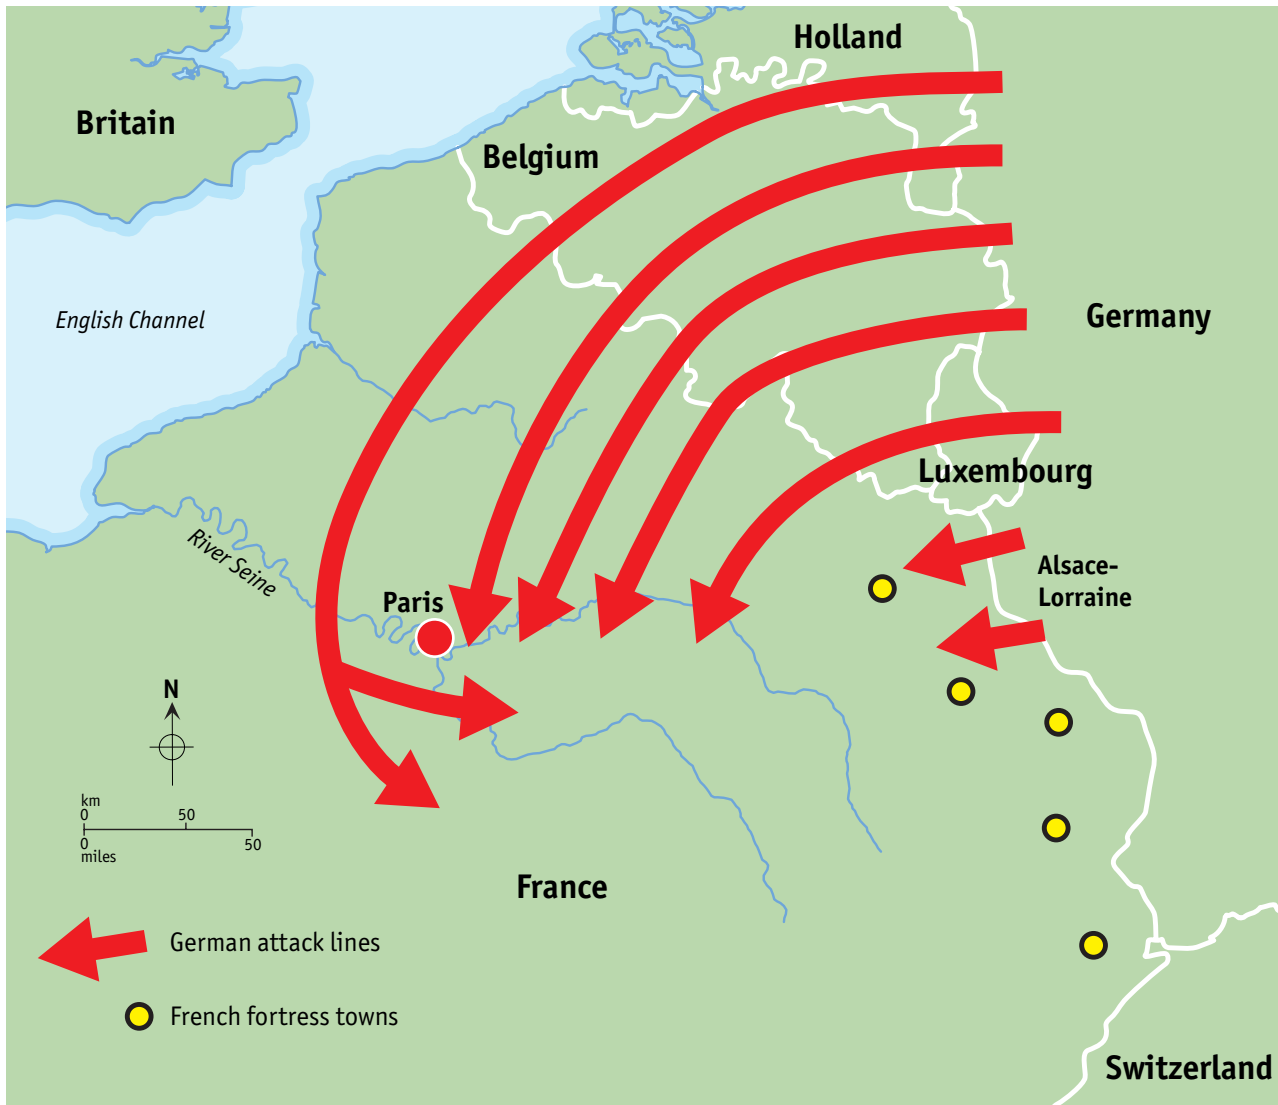 Holland
Britain
Belgium
English Channel
Germany
Luxembourg
River Seine
Alsace-
Lorraine
Paris
N
km
0 50
0 50
miles
France
German attack lines
French fortress towns
Switzerland